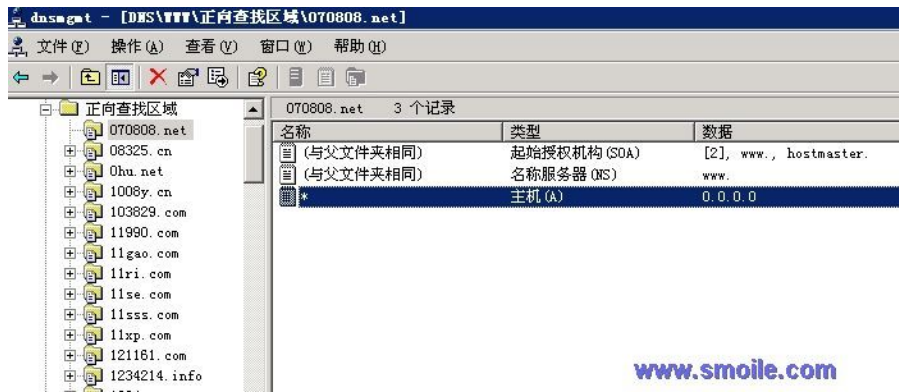 dnsmgmt - [DNS\WWW\正向查找区域\070808.net]
文件(F) 操作(A) 查看(V) 窗口(W) 帮助(H)
正向查找区域
070808.net
08325.cn
0hu.net
1008y.cn
103829.com
11990.com
11gao.com
11ri.com
11se.com
11sss.com
11xp.com
121161.com
1234214.info
070808.net 3 个记录
名称 类型 数据
(与父文件夹相同) 起始授权机构(SOA) [2], www., hostmaster.
(与父文件夹相同) 名称服务器(NS) www.
* 主机(A) 0.0.0.0
www.smoile.com